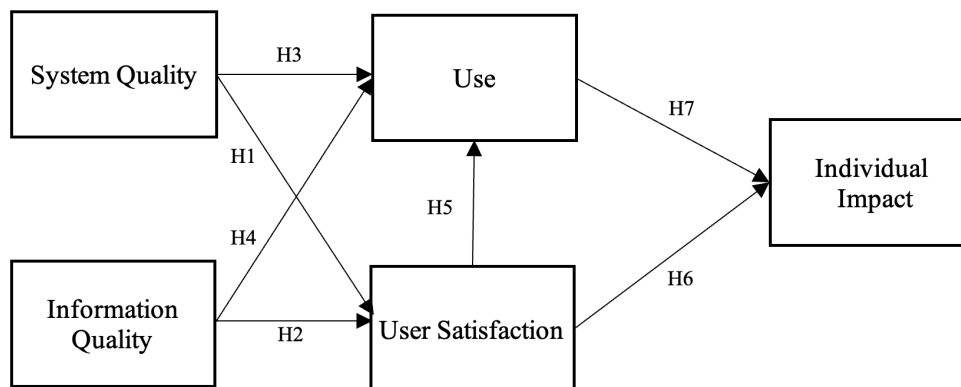 System Quality
H3
Use
H7
H1
Individual
Impact
H5
H4
Information
Quality
H2
User Satisfaction
H6